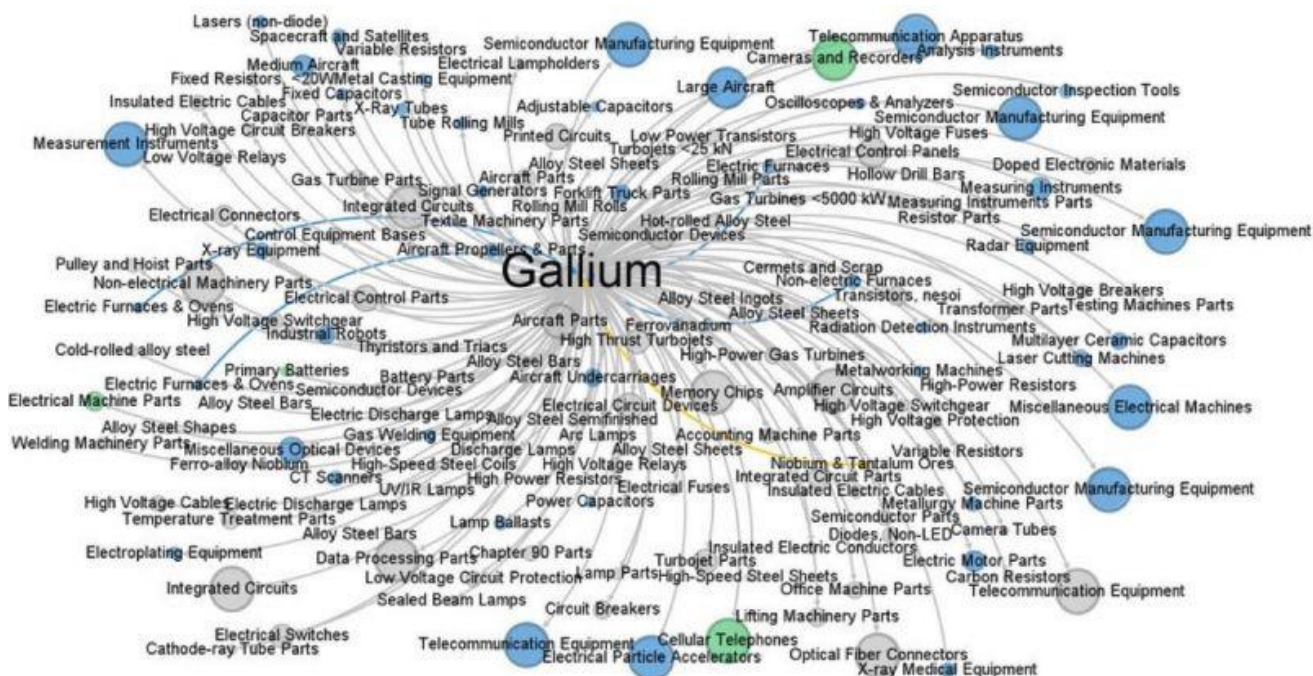 Lasers (non-diode)
Spacecraft and Satellites
Variable Resistors
Medium Aircraft
Semiconductor Manufacturing Equipment
Electrical Lampholders
Telecommunication Apparatus
Analysis Instruments
Cameras and Recorders
Fixed Resistors, <20W
Metal Casting Equipment
Large Aircraft
Fixed Capacitors
Semiconductor Inspection Tools
Insulated Electric Cables
X-Ray Tubes
Adjustable Capacitors
Oscilloscopes & Analyzers
Capacitor Parts
Semiconductor Manufacturing Equipment
Tube Rolling Mills
High Voltage Circuit Breakers
Printed Circuits
Low Power Transistors
High Voltage Fuses
Measurement Instruments
Turbojets <25 kN
Electrical Control Panels
Low Voltage Relays
Alloy Steel Sheets
Electric Furnaces
Doped Electronic Materials
Aircraft Parts
Hollow Drill Bars
Gas Turbine Parts
Rolling Mill Parts
Signal Generators
Forklift Truck Parts
Measuring Instruments
Gas Turbines <5000 kW
Measuring Instruments Parts
Integrated Circuits
Rolling Mill Rolls
Electrical Connectors
Textile Machinery Parts
Hot-rolled Alloy Steel
Resistor Parts
Control Equipment Bases
Semiconductor Devices
Semiconductor Manufacturing Equipment
X-ray Equipment
Aircraft Propellers & Parts
Radar Equipment
Pulley and Hoist Parts
Gallium
Cermets and Scrap
Non-electrical Machinery Parts
Non-electric Furnaces
High Voltage Breakers
Electrical Control Parts
Alloy Steel Ingots
Transistors, nesoi
Electric Furnaces & Ovens
Transformer Parts
Testing Machines Parts
Alloy Steel Sheets
High Voltage Switchgear
Aircraft Parts
Ferrovanadium
Radiation Detection Instruments
Industrial Robots
High Thrust Turbojets
Multilayer Ceramic Capacitors
Cold-rolled alloy steel
Thyristors and Triacs
High-Power Gas Turbines
Laser Cutting Machines
Alloy Steel Bars
Primary Batteries
Metalworking Machines
Battery Parts
Aircraft Undercarriages
Electric Furnaces & Ovens
High-Power Resistors
Semiconductor Devices
Memory Chips
Amplifier Circuits
Electrical Machine Parts
Alloy Steel Bars
Electrical Circuit Devices
High Voltage Switchgear
Miscellaneous Electrical Machines
Electric Discharge Lamps
Alloy Steel Semifinished
High Voltage Protection
Alloy Steel Shapes
Gas Welding Equipment
Arc Lamps
Accounting Machine Parts
Welding Machinery Parts
Miscellaneous Optical Devices
Discharge Lamps
Alloy Steel Sheets
Variable Resistors
Ferro-alloy Niobium
High-Speed Steel Coils
High Voltage Relays
Niobium & Tantalum Ores
CT Scanners
High Power Resistors
Integrated Circuit Parts
UV/IR Lamps
Electrical Fuses
Insulated Electric Cables
Semiconductor Manufacturing Equipment
High Voltage Cables
Electric Discharge Lamps
Power Capacitors
Metallurgy Machine Parts
Temperature Treatment Parts
Lamp Ballasts
Semiconductor Parts
Camera Tubes
Alloy Steel Bars
Diodes, Non-LED
Electroplating Equipment
Data Processing Parts
Chapter 90 Parts
Insulated Electric Conductors
Turbojet Parts
Electric Motor Parts
Low Voltage Circuit Protection
Lamp Parts
High-Speed Steel Sheets
Carbon Resistors
Integrated Circuits
Office Machine Parts
Telecommunication Equipment
Sealed Beam Lamps
Circuit Breakers
Lifting Machinery Parts
Electrical Switches
Telecommunication Equipment
Cellular Telephones
Cathode-ray Tube Parts
Electrical Particle Accelerators
Optical Fiber Connectors
X-ray Medical Equipment